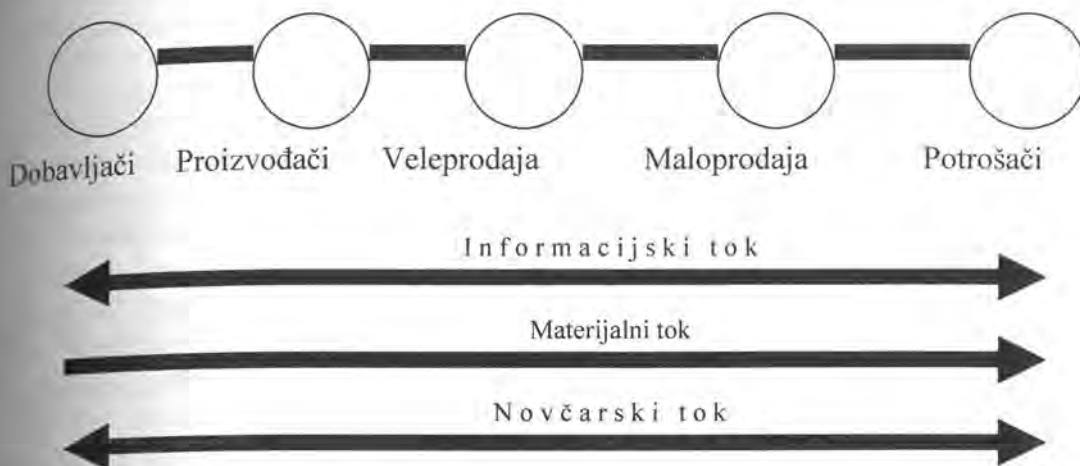 Dobavljači Proizvođači Veleprodaja Maloprodaja Potrošači
Informacijski tok
Materijalni tok
Novčarski tok